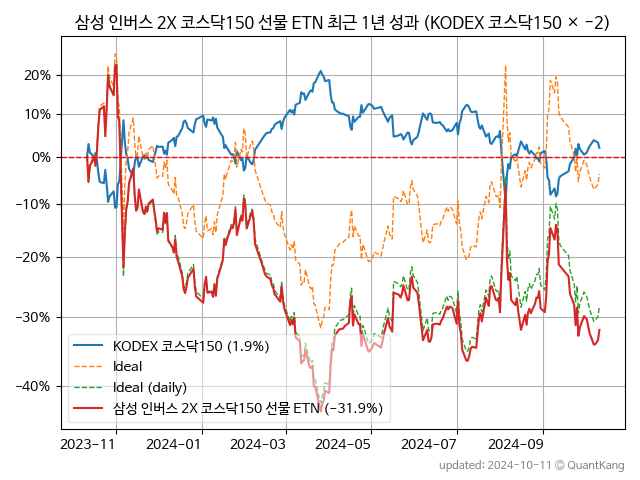 삼성 인버스 2X 코스닥150 선물 ETN 최근 1년 성과 (KODEX 코스닥150 × −2)
20%
10%
0%
−10%
−20%
−30%
−40%
KODEX 코스닥150 (1.9%)
Ideal
Ideal (daily)
삼성 인버스 2X 코스닥150 선물 ETN (−31.9%)
2023-11 2024-01 2024-03 2024-05 2024-07 2024-09
updated: 2024-10-11 © QuantKang